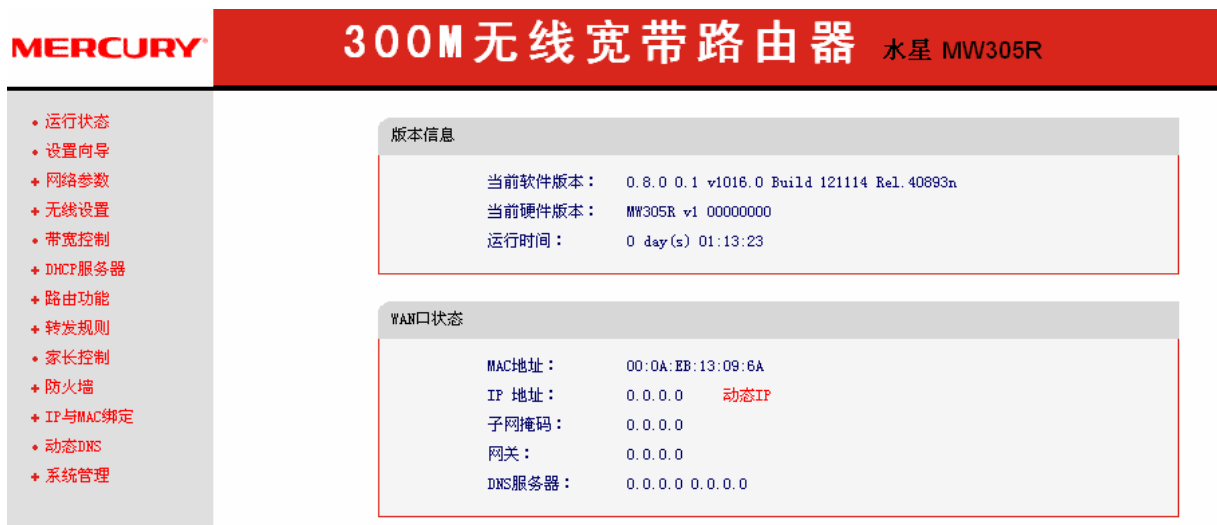 MERCURY
300M无线宽带路由器 水星 MW305R
运行状态
设置向导
网络参数
无线设置
带宽控制
DHCP服务器
路由功能
转发规则
家长控制
防火墙
IP与MAC绑定
动态DNS
系统管理
版本信息
当前软件版本： 0.8.0 0.1 v1016.0 Build 121114 Rel.40893n
当前硬件版本： MW305R v1 00000000
运行时间： 0 day(s) 01:13:23
WAN口状态
MAC地址： 00:0A:EB:13:09:6A
IP 地址： 0.0.0.0 动态IP
子网掩码： 0.0.0.0
网关： 0.0.0.0
DNS服务器： 0.0.0.0 0.0.0.0